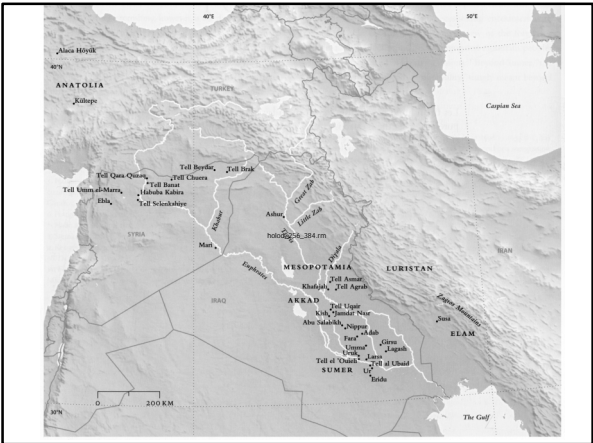 40°E
50°E
Alaca Höyük
40°N
ANATOLIA
TURKEY
Kültepe
Caspian Sea
Tell Beydar
Tell Brak
Tell Qara Quzaq
Tell Chuera
Tell Banat
Tell Umm al-Marra
Habuba Kabira
Ebla
Tell Selenkahiye
Khabur
Great Zab
Little Zab
Ashur
Tigris
holod_256_384.rm
SYRIA
Mari
Diyala
IRAN
Euphrates
MESOPOTAMIA
LURISTAN
Tell Asmar
Khafajah
Tell Agrab
IRAQ
AKKAD
Zagros Mountains
Tell Uqair
Kish
Jamdat Nasr
Abu Salabikh
Nippur
Susa
ELAM
Adab
Fara
Girsu
Umma
Lagash
Uruk
Larsa
Tell el 'Oueili
Tell al Ubaid
SUMER
Ur
Eridu
0
200 KM
30°N
The Gulf